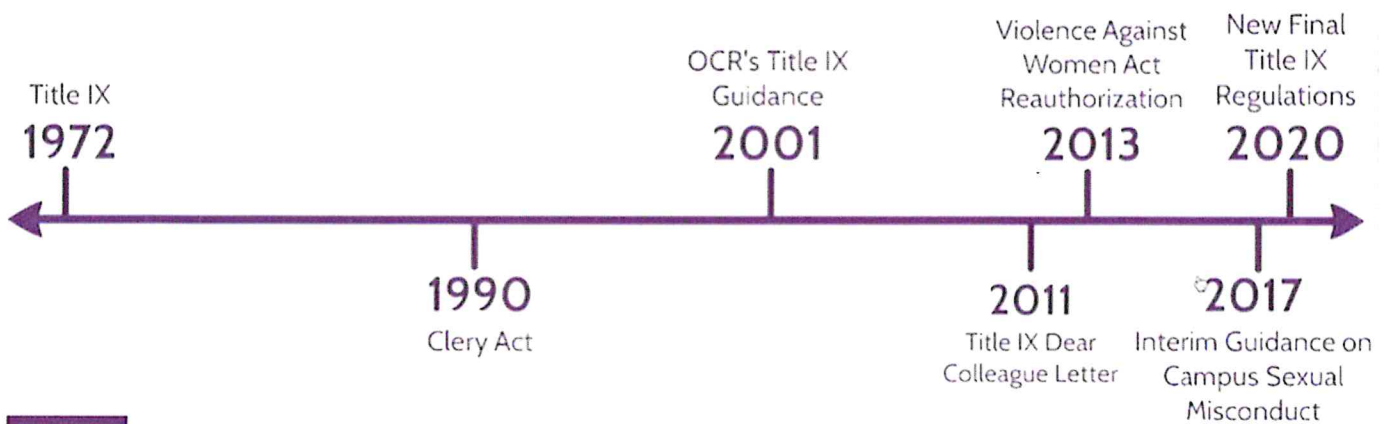 Title IX
1972
OCR's Title IX
Guidance
2001
Violence Against
Women Act
Reauthorization
2013
New Final
Title IX
Regulations
2020
1990
Clery Act
2011
Title IX Dear
Colleague Letter
2017
Interim Guidance on
Campus Sexual
Misconduct